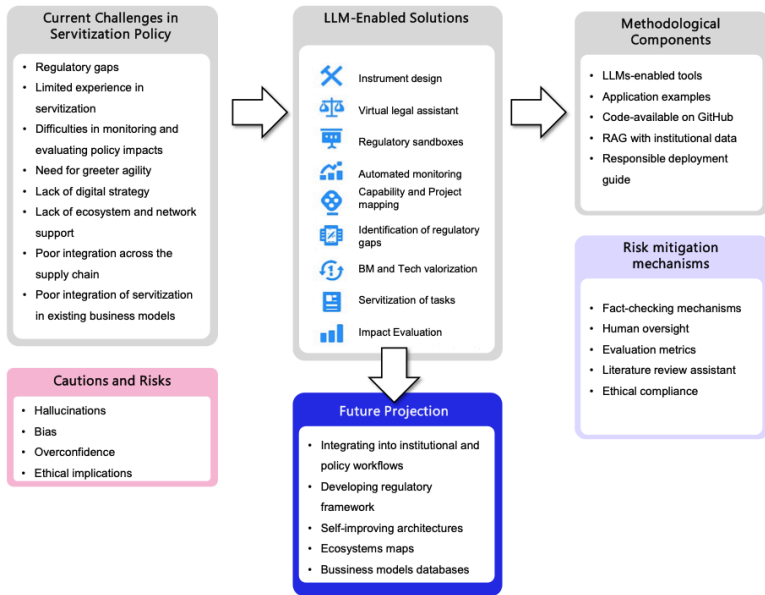 Current Challenges in
Servitization Policy
• Regulatory gaps
• Limited experience in
servitization
• Difficulties in monitoring and
evaluating policy impacts
• Need for greater agility
• Lack of digital strategy
• Lack of ecosystem and network
support
• Poor integration across the
supply chain
• Poor integration of servitization
in existing business models
Cautions and Risks
• Hallucinations
• Bias
• Overconfidence
• Ethical implications
LLM-Enabled Solutions
Instrument design
Virtual legal assistant
Regulatory sandboxes
Automated monitoring
Capability and Project
mapping
Identification of regulatory
gaps
BM and Tech valorization
Servitization of tasks
Impact Evaluation
Future Projection
• Integrating into institutional and
policy workflows
• Developing regulatory
framework
• Self-improving architectures
• Ecosystems maps
• Bussiness models databases
Methodological
Components
• LLMs-enabled tools
• Application examples
• Code-available on GitHub
• RAG with institutional data
• Responsible deployment
guide
Risk mitigation
mechanisms
• Fact-checking mechanisms
• Human oversight
• Evaluation metrics
• Literature review assistant
• Ethical compliance